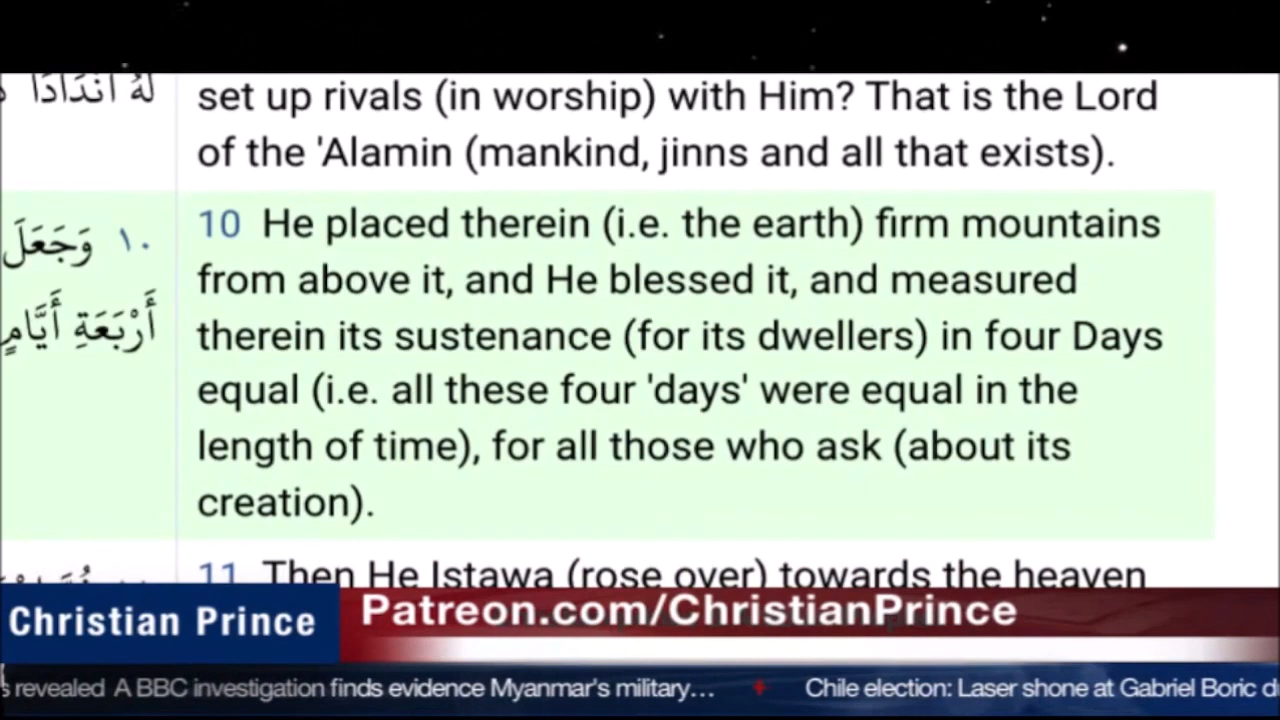 لَهُ أَندَادًا
set up rivals (in worship) with Him? That is the Lord
of the 'Alamin (mankind, jinns and all that exists).
١٠ وَجَعَلَ
أَرْبَعَةِ أَيَّامٍ
10 He placed therein (i.e. the earth) firm mountains
from above it, and He blessed it, and measured
therein its sustenance (for its dwellers) in four Days
equal (i.e. all these four 'days' were equal in the
length of time), for all those who ask (about its
creation).
11 Then He Istawa (rose over) towards the heaven
Christian Prince
Patreon.com/ChristianPrince
s revealed A BBC investigation finds evidence Myanmar's military... Chile election: Laser shone at Gabriel Boric d